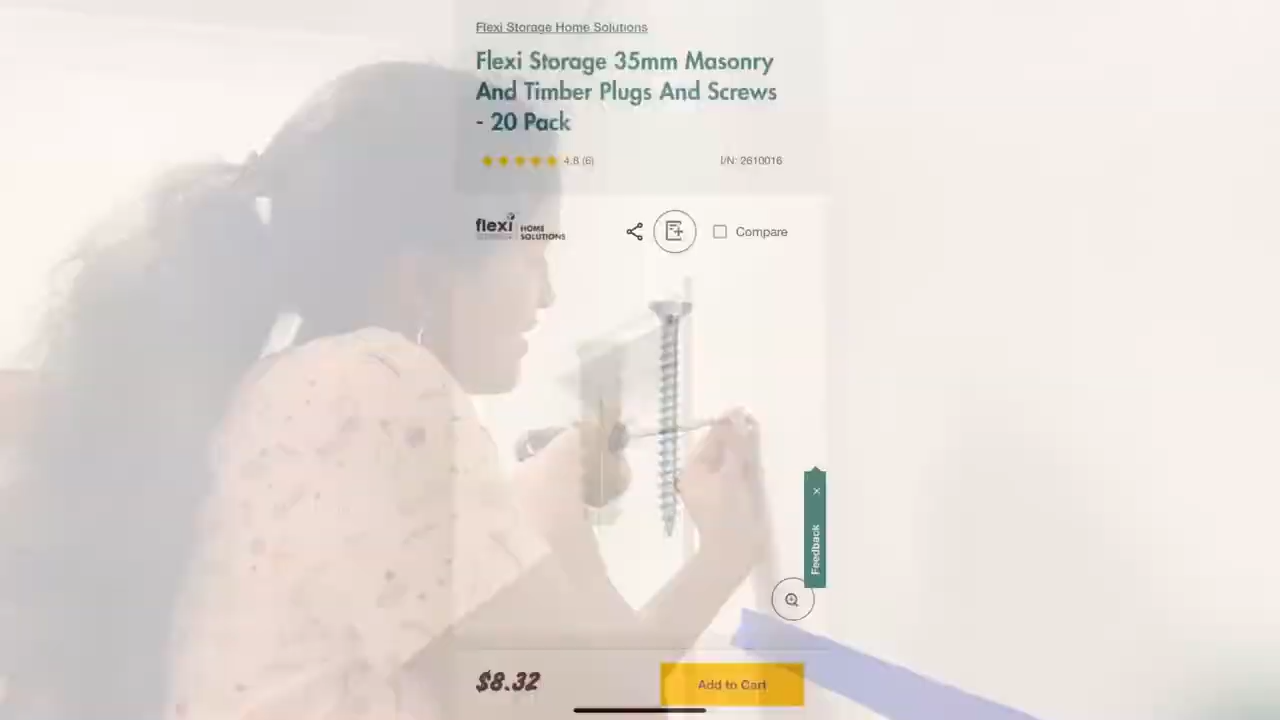 Flexi Storage Home Solutions
Flexi Storage 35mm Masonry
And Timber Plugs And Screws
- 20 Pack
4.8 (6)
I/N: 2610016
flexi
HOME
SOLUTIONS
Compare
Feedback
$8.32
Add to Cart